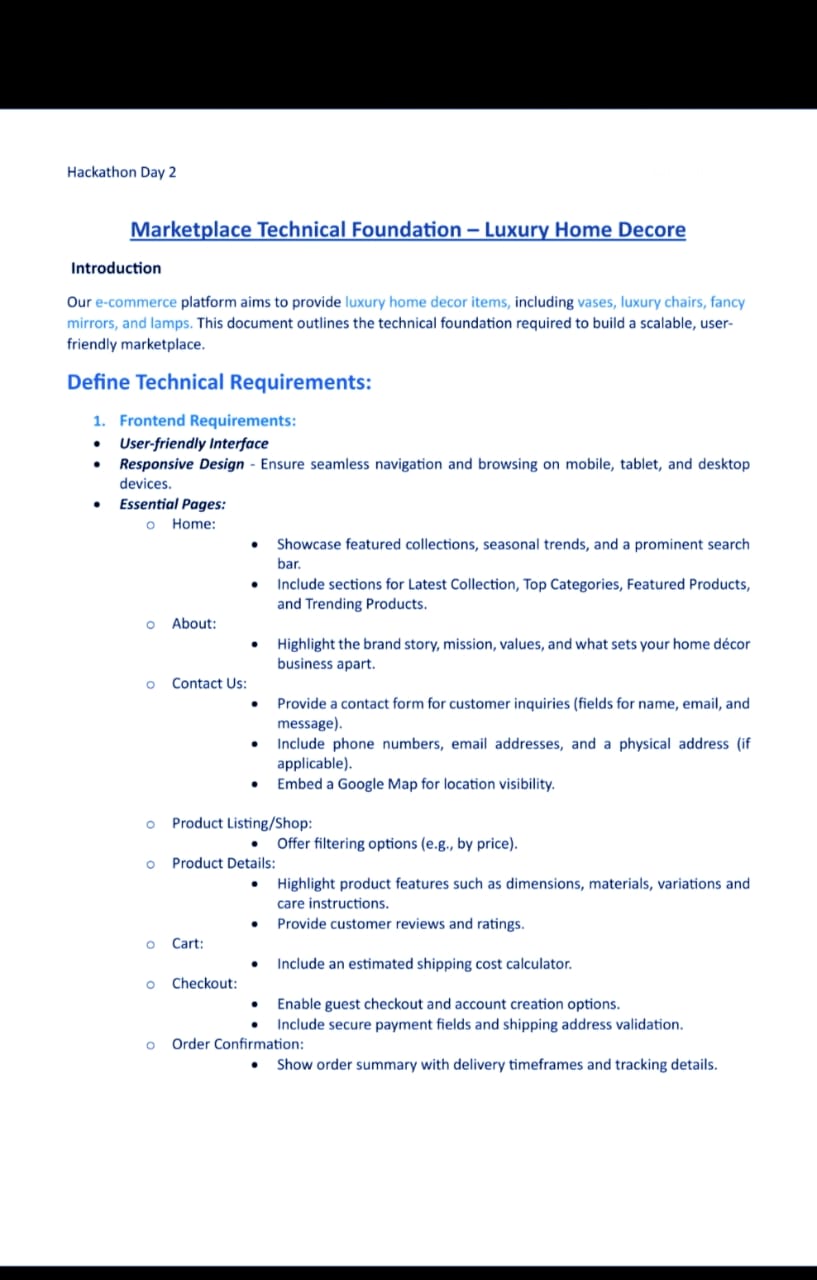 Hackathon Day 2
Marketplace Technical Foundation – Luxury Home Decore
Introduction
Our e-commerce platform aims to provide luxury home decor items, including vases, luxury chairs, fancy
mirrors, and lamps. This document outlines the technical foundation required to build a scalable, user-
friendly marketplace.
Define Technical Requirements:
1. Frontend Requirements:
• User-friendly Interface
• Responsive Design - Ensure seamless navigation and browsing on mobile, tablet, and desktop
devices.
• Essential Pages:
o Home:
• Showcase featured collections, seasonal trends, and a prominent search
bar.
• Include sections for Latest Collection, Top Categories, Featured Products,
and Trending Products.
o About:
• Highlight the brand story, mission, values, and what sets your home décor
business apart.
o Contact Us:
• Provide a contact form for customer inquiries (fields for name, email, and
message).
• Include phone numbers, email addresses, and a physical address (if
applicable).
• Embed a Google Map for location visibility.
o Product Listing/Shop:
• Offer filtering options (e.g., by price).
o Product Details:
• Highlight product features such as dimensions, materials, variations and
care instructions.
• Provide customer reviews and ratings.
o Cart:
• Include an estimated shipping cost calculator.
o Checkout:
• Enable guest checkout and account creation options.
• Include secure payment fields and shipping address validation.
o Order Confirmation:
• Show order summary with delivery timeframes and tracking details.